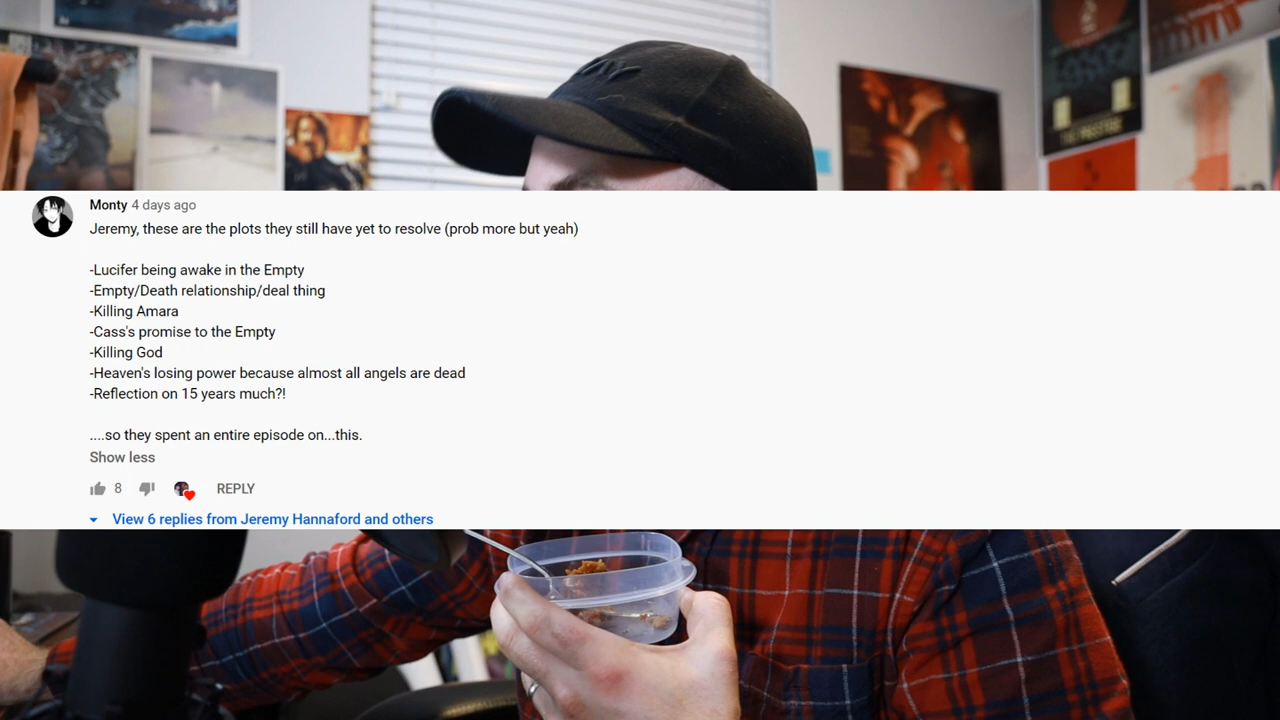 Monty 4 days ago
Jeremy, these are the plots they still have yet to resolve (prob more but yeah)
-Lucifer being awake in the Empty
-Empty/Death relationship/deal thing
-Killing Amara
-Cass's promise to the Empty
-Killing God
-Heaven's losing power because almost all angels are dead
-Reflection on 15 years much?!
....so they spent an entire episode on...this.
Show less
8 REPLY
View 6 replies from Jeremy Hannaford and others